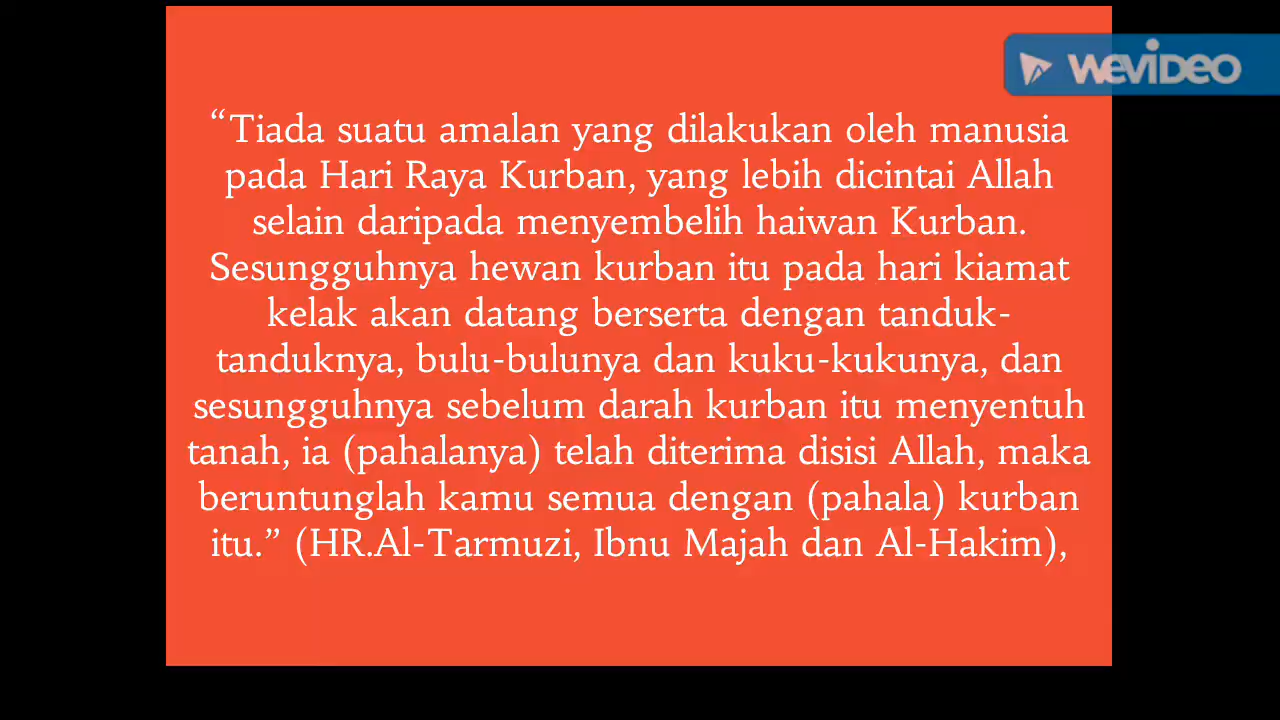 WEVIDEO
“Tiada suatu amalan yang dilakukan oleh manusia
pada Hari Raya Kurban, yang lebih dicintai Allah
selain daripada menyembelih haiwan Kurban.
Sesungguhnya hewan kurban itu pada hari kiamat
kelak akan datang berserta dengan tanduk-
tanduknya, bulu-bulunya dan kuku-kukunya, dan
sesungguhnya sebelum darah kurban itu menyentuh
tanah, ia (pahalanya) telah diterima disisi Allah, maka
beruntunglah kamu semua dengan (pahala) kurban
itu.” (HR.Al-Tarmuzi, Ibnu Majah dan Al-Hakim),